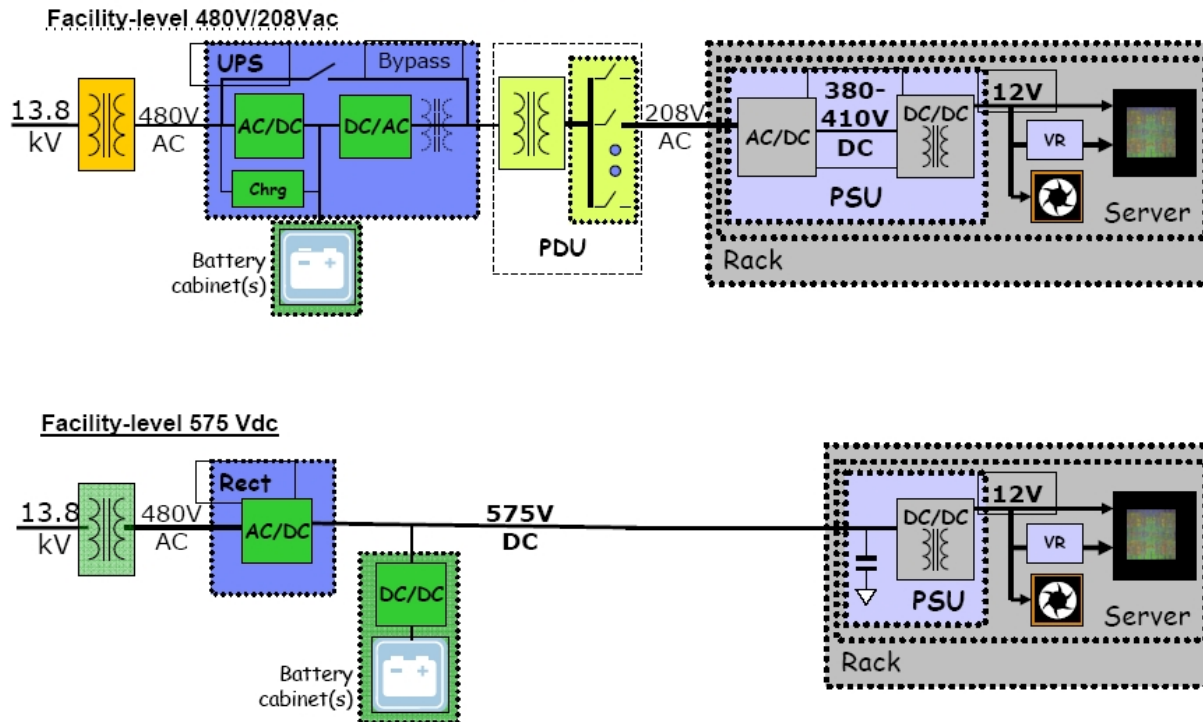 Facility-level 480V/208Vac
UPS
Bypass
13.8
kV
480V
AC
AC/DC
DC/AC
Chrg
Battery
cabinet(s)
PDU
208V
AC
AC/DC
380-
410V
DC
DC/DC
PSU
12V
VR
Server
Rack
Facility-level 575 Vdc
13.8
kV
480V
AC
Rect
AC/DC
575V
DC
DC/DC
Battery
cabinet(s)
DC/DC
PSU
12V
VR
Server
Rack